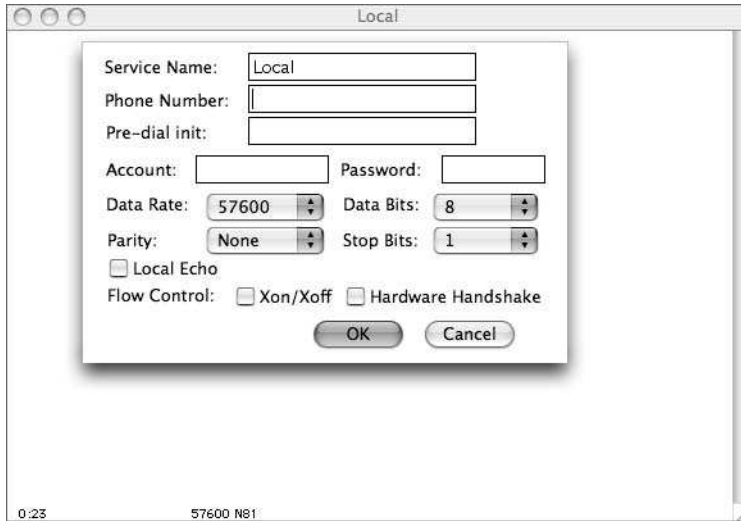 Local
Service Name: Local
Phone Number:
Pre-dial init:
Account: Password:
Data Rate: 57600 Data Bits: 8
Parity: None Stop Bits: 1
Local Echo
Flow Control: Xon/Xoff Hardware Handshake
OK Cancel
0:23 57600 N81